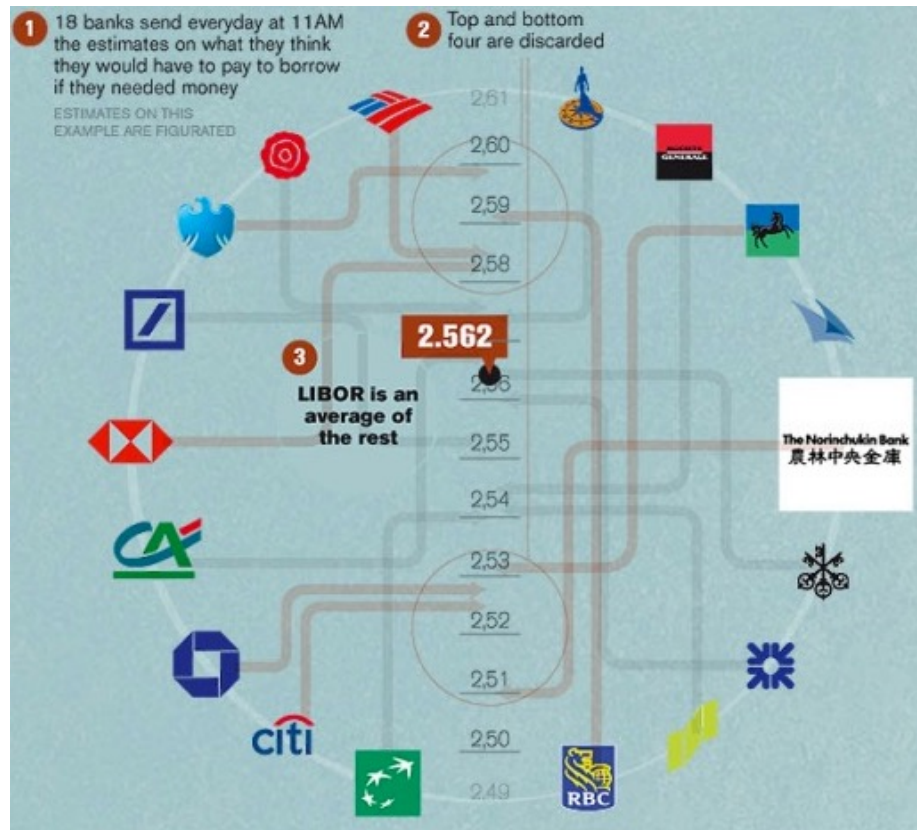 1
18 banks send everyday at 11AM
the estimates on what they think
they would have to pay to borrow
if they needed money
ESTIMATES ON THIS
EXAMPLE ARE FIGURATED
2
Top and bottom
four are discarded
2,61
2,60
2,59
2,58
2.562
2,56
3
LIBOR is an
average of
the rest
2,55
2,54
2,53
2,52
2,51
2,50
2.49
SOCIETE
GENERALE
The Norinchukin Bank
農林中央金庫
citi
RBC